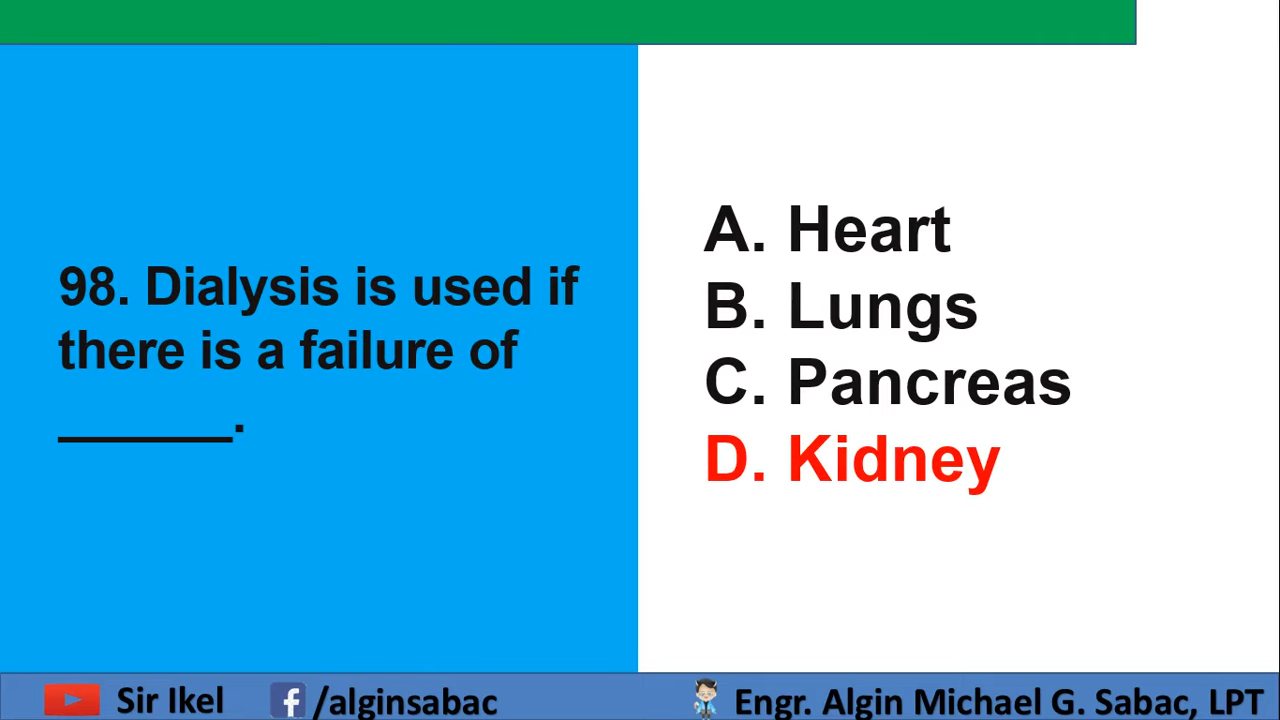 98. Dialysis is used if
there is a failure of
______.
A. Heart
B. Lungs
C. Pancreas
D. Kidney
Sir Ikel
/alginsabac
Engr. Algin Michael G. Sabac, LPT